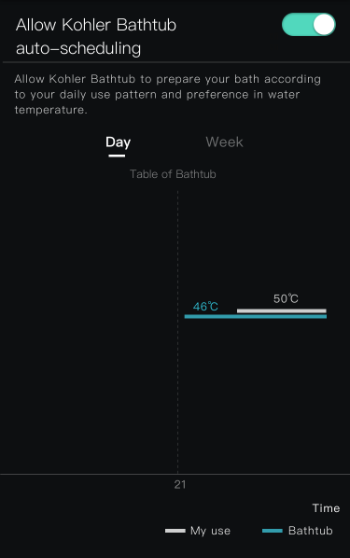 Allow Kohler Bathtub
auto-scheduling
Allow Kohler Bathtub to prepare your bath according
to your daily use pattern and preference in water
temperature.
Day Week
Table of Bathtub
50℃
46℃
21
Time
My use Bathtub